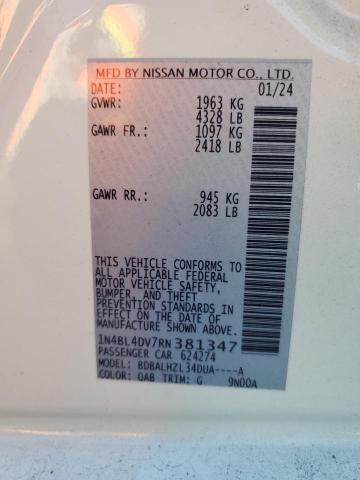 MFD BY NISSAN MOTOR CO., LTD.
DATE: 01/24
GVWR: 1963 KG
4328 LB
GAWR FR.: 1097 KG
2418 LB
GAWR RR.: 945 KG
2083 LB
THIS VEHICLE CONFORMS TO
ALL APPLICABLE FEDERAL
MOTOR VEHICLE SAFETY,
BUMPER, AND THEFT
PREVENTION STANDARDS IN
EFFECT ON THE DATE OF
MANUFACTURE SHOWN ABOVE.
1N4BL4DV7RN381347
PASSENGER CAR 624274
MODEL: BDBALHZL34DUA----A
COLOR: QAB TRIM: G 9N00A